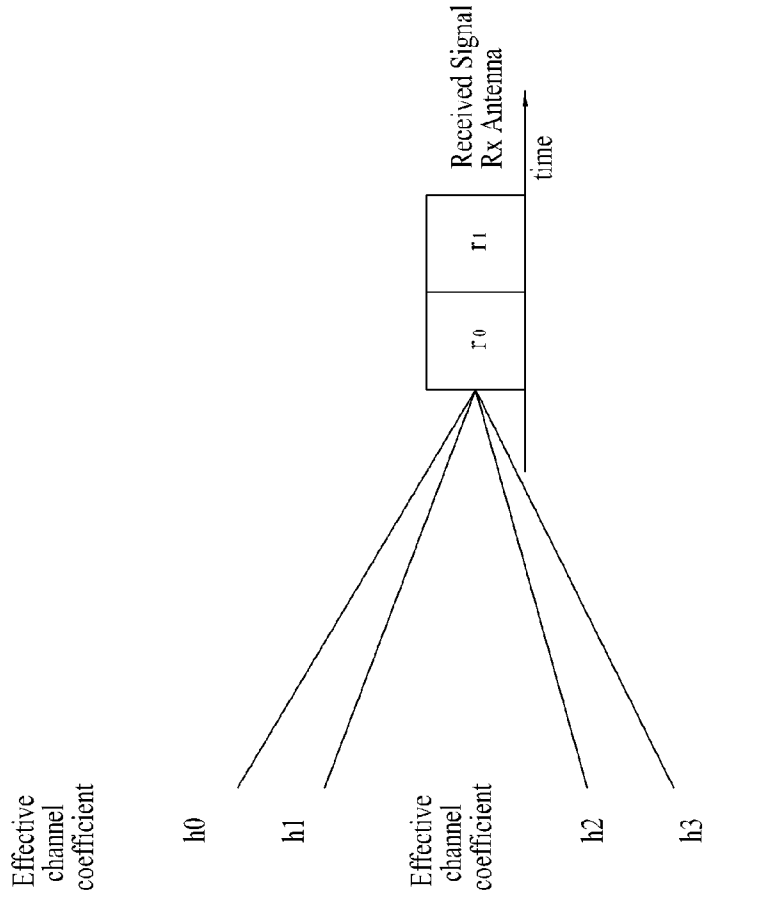 Effective
channel
coefficient
h0
h1
Effective
channel
coefficient
h2
h3
r0
r1
Received Signal
Rx Antenna
time